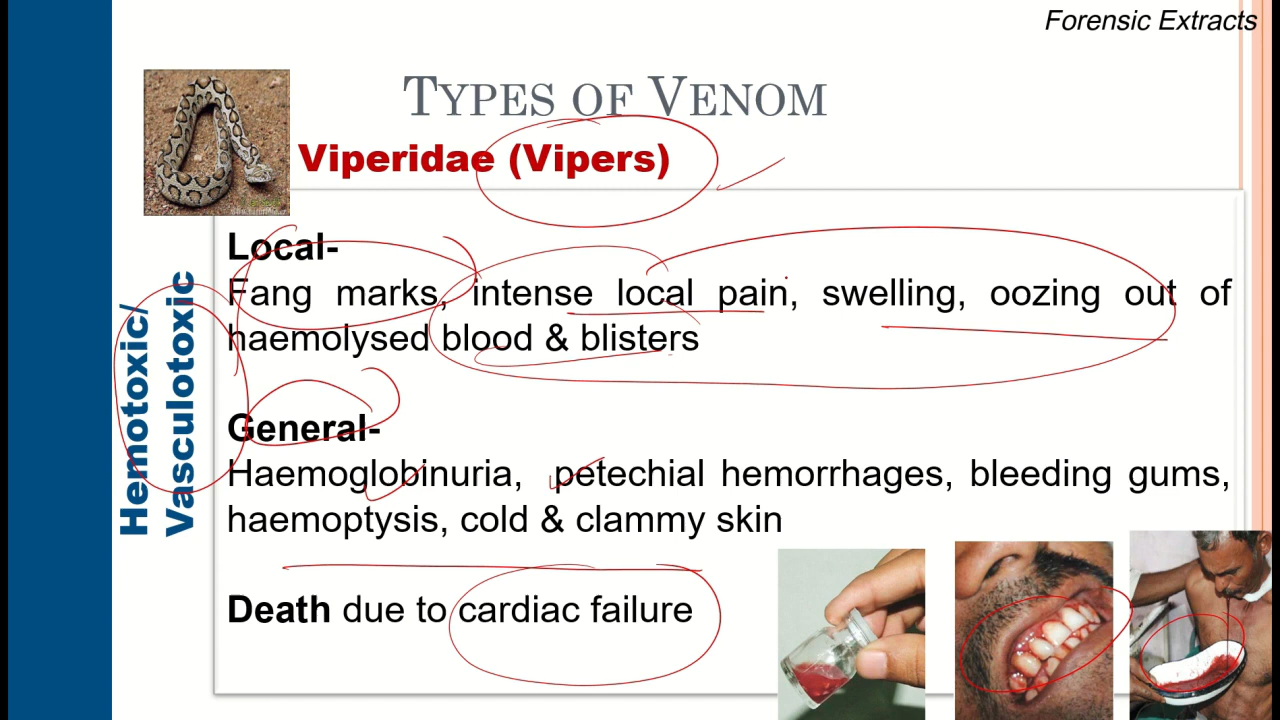 Forensic Extracts
TYPES OF VENOM
Viperidae (Vipers)
Hemotoxic/
Vasculotoxic
Local-
Fang marks, intense local pain, swelling, oozing out of
haemolysed blood & blisters
General-
Haemoglobinuria, petechial hemorrhages, bleeding gums,
haemoptysis, cold & clammy skin
Death due to cardiac failure